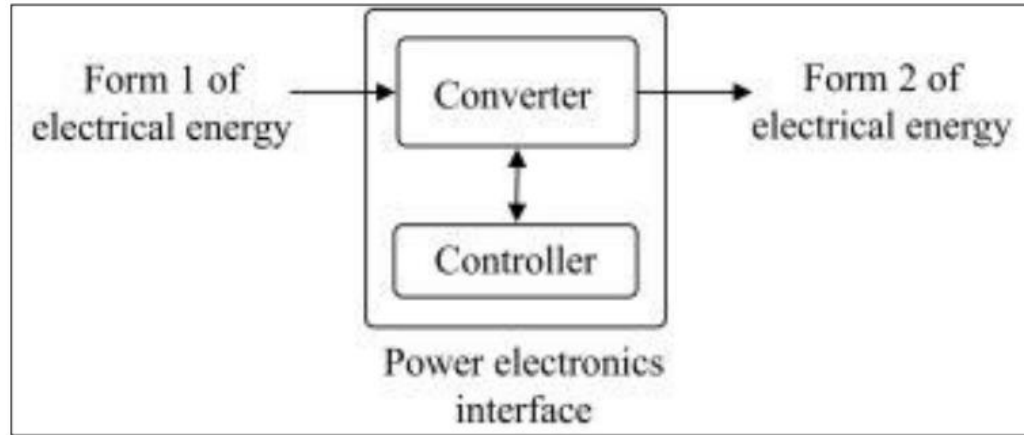 Form 1 of
electrical energy
Converter
Form 2 of
electrical energy
Controller
Power electronics
interface